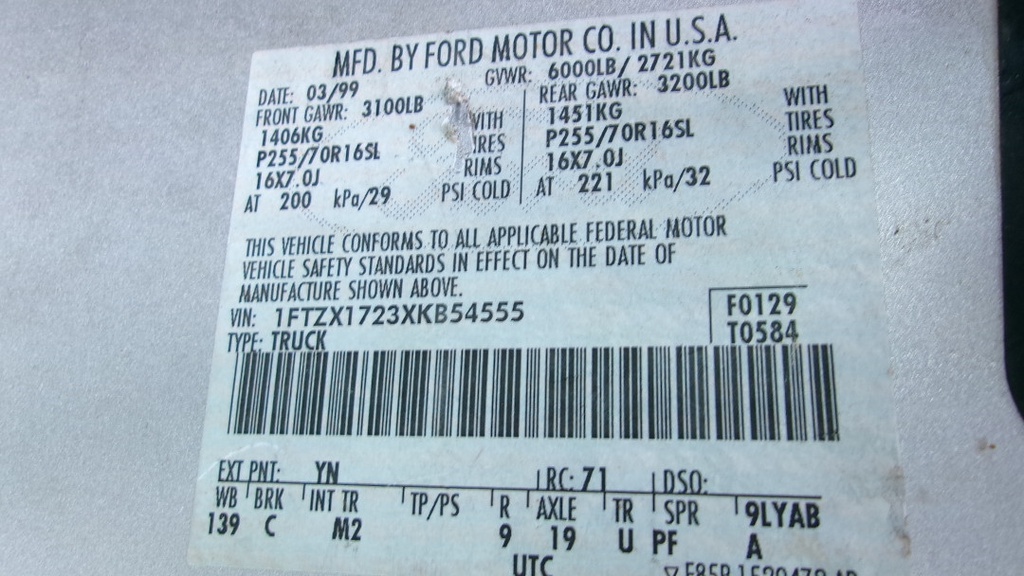 MFD. BY FORD MOTOR CO. IN U.S.A.
DATE: 03/99 GVWR: 6000LB/ 2721KG
FRONT GAWR: 3100LB REAR GAWR: 3200LB
1406KG WITH 1451KG WITH
P255/70R16SL TIRES P255/70R16SL TIRES
16X7.0J RIMS 16X7.0J RIMS
AT 200 kPa/29 PSI COLD AT 221 kPa/32 PSI COLD
THIS VEHICLE CONFORMS TO ALL APPLICABLE FEDERAL MOTOR
VEHICLE SAFETY STANDARDS IN EFFECT ON THE DATE OF
MANUFACTURE SHOWN ABOVE.
VIN: 1FTZX1723XKB54555 F0129
TYPE: TRUCK T0584
EXT PNT: YN RC: 71 DSO:
WB BRK INT TR TP/PS R AXLE TR SPR 9LYAB
139 C M2 9 19 U PF A
UTC